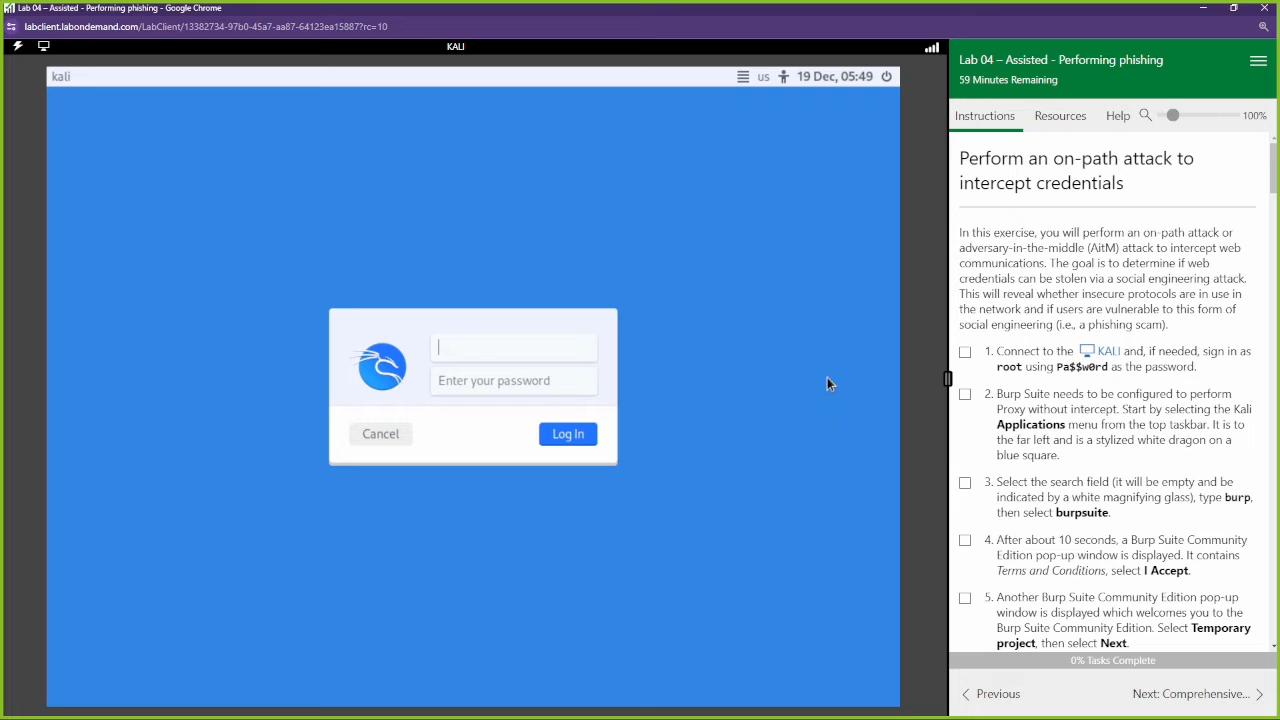 Lab 04 – Assisted - Performing phishing - Google Chrome
labclient.labondemand.com/LabClient/13382734-97b0-45a7-aa87-64123ea15887?rc=10
KALI
kali
us
19 Dec, 05:49
Enter your password
Cancel
Log In
Lab 04 – Assisted - Performing phishing
59 Minutes Remaining
Instructions
Resources
Help
100%
Perform an on-path attack to
intercept credentials
In this exercise, you will perform an on-path attack or
adversary-in-the-middle (AitM) attack to intercept web
communications. The goal is to determine if web
credentials can be stolen via a social engineering attack.
This will reveal whether insecure protocols are in use in
the network and if users are vulnerable to this form of
social engineering (i.e., a phishing scam).
1. Connect to the KALI and, if needed, sign in as
root using Pa$$w0rd as the password.
2. Burp Suite needs to be configured to perform
Proxy without intercept. Start by selecting the Kali
Applications menu from the top taskbar. It is to
the far left and is a stylized white dragon on a
blue square.
3. Select the search field (it will be empty and be
indicated by a white magnifying glass), type burp,
then select burpsuite.
4. After about 10 seconds, a Burp Suite Community
Edition pop-up window is displayed. It contains
Terms and Conditions, select I Accept.
5. Another Burp Suite Community Edition pop-up
window is displayed which welcomes you to the
Burp Suite Community Edition. Select Temporary
project, then select Next.
0% Tasks Complete
Previous
Next: Comprehensive...